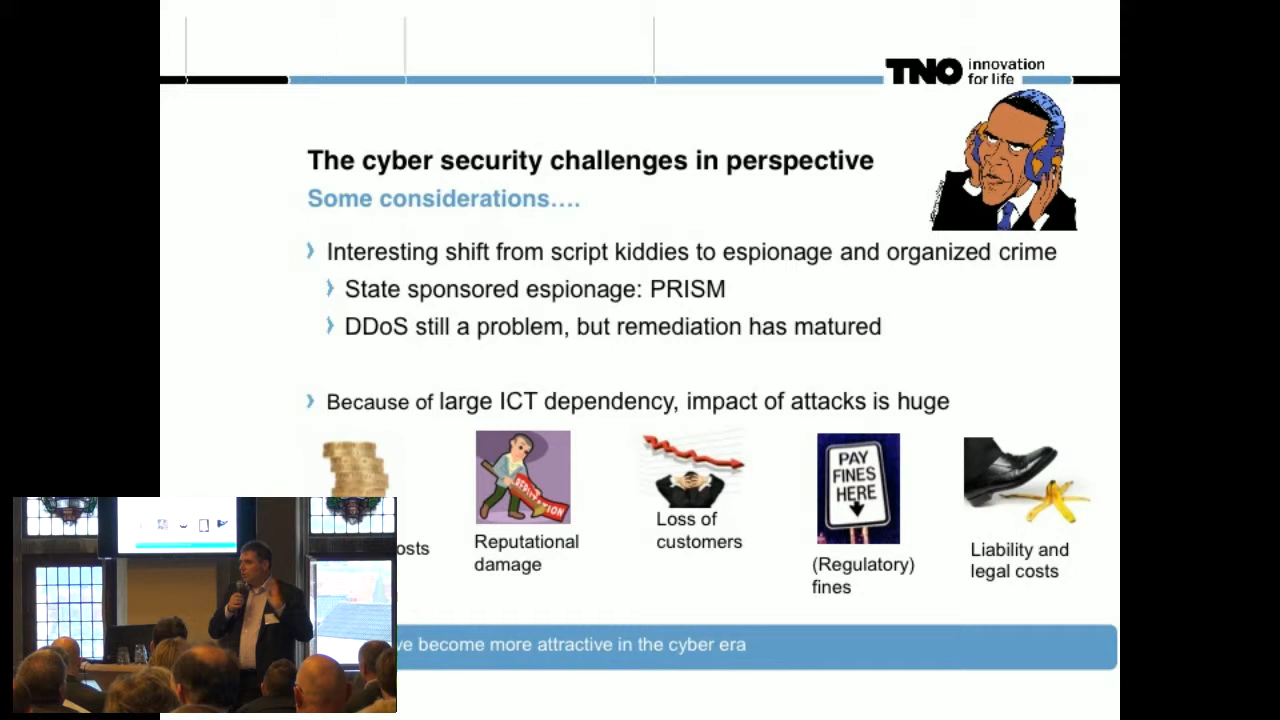 TNO innovation
for life
The cyber security challenges in perspective
Some considerations....
Interesting shift from script kiddies to espionage and organized crime
State sponsored espionage: PRISM
DDoS still a problem, but remediation has matured
Because of large ICT dependency, impact of attacks is huge
REPUTATION
PAY
FINES
HERE
osts
Reputational
damage
Loss of
customers
(Regulatory)
fines
Liability and
legal costs
ve become more attractive in the cyber era